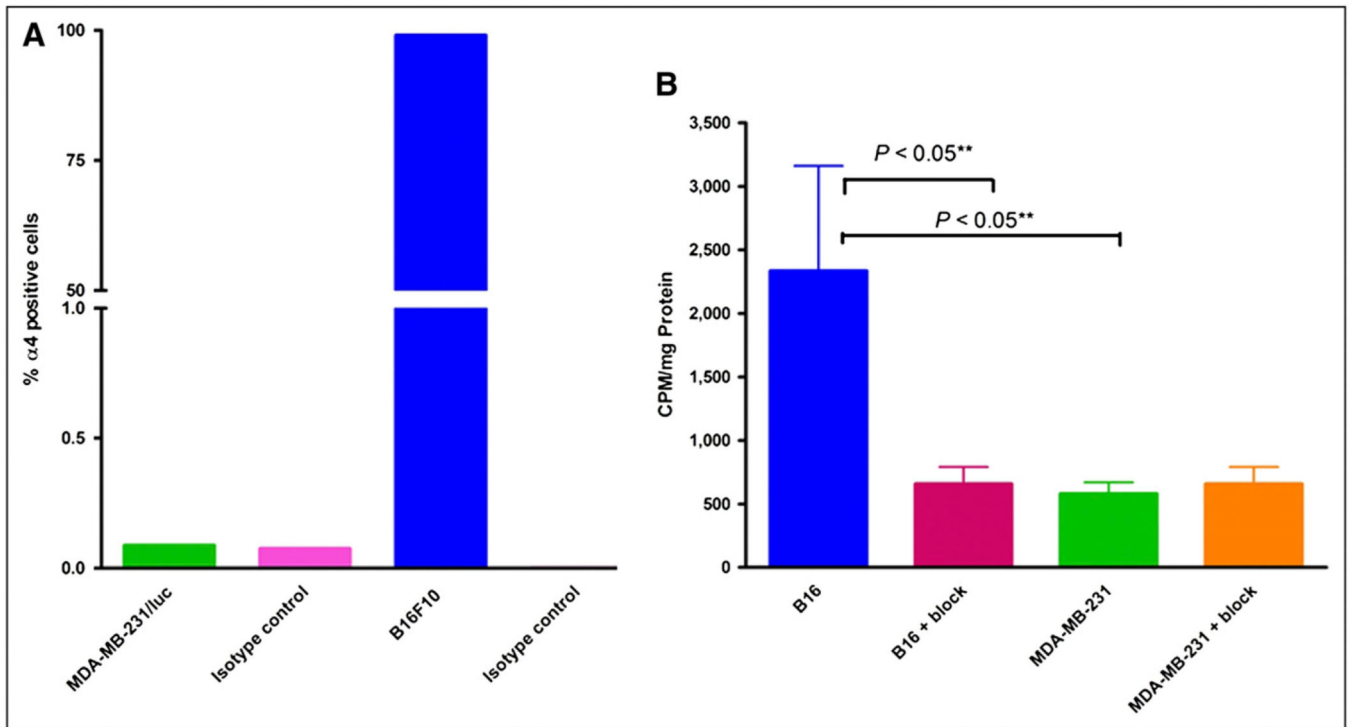 A
% α4 positive cells
100
75
50
1.0
0.5
0.0
MDA-MB-231/luc
Isotype control
B16F10
Isotype control
B
CPM/mg Protein
3,500
3,000
2,500
2,000
1,500
1,000
500
0
P < 0.05**
P < 0.05**
B16
B16 + block
MDA-MB-231
MDA-MB-231 + block